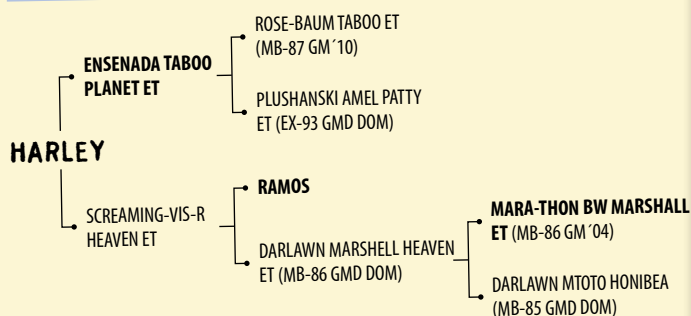 ROSE-BAUM TABOO ET
(MB-87 GM´10)
ENSENADA TABOO
PLANET ET
PLUSHANSKI AMEL PATTY
ET (EX-93 GMD DOM)
HARLEY
SCREAMING-VIS-R
HEAVEN ET
RAMOS
DARLAWN MARSHELL HEAVEN
ET (MB-86 GMD DOM)
MARA-THON BW MARSHALL
ET (MB-86 GM´04)
DARLAWN MTOTO HONIBEA
(MB-85 GMD DOM)